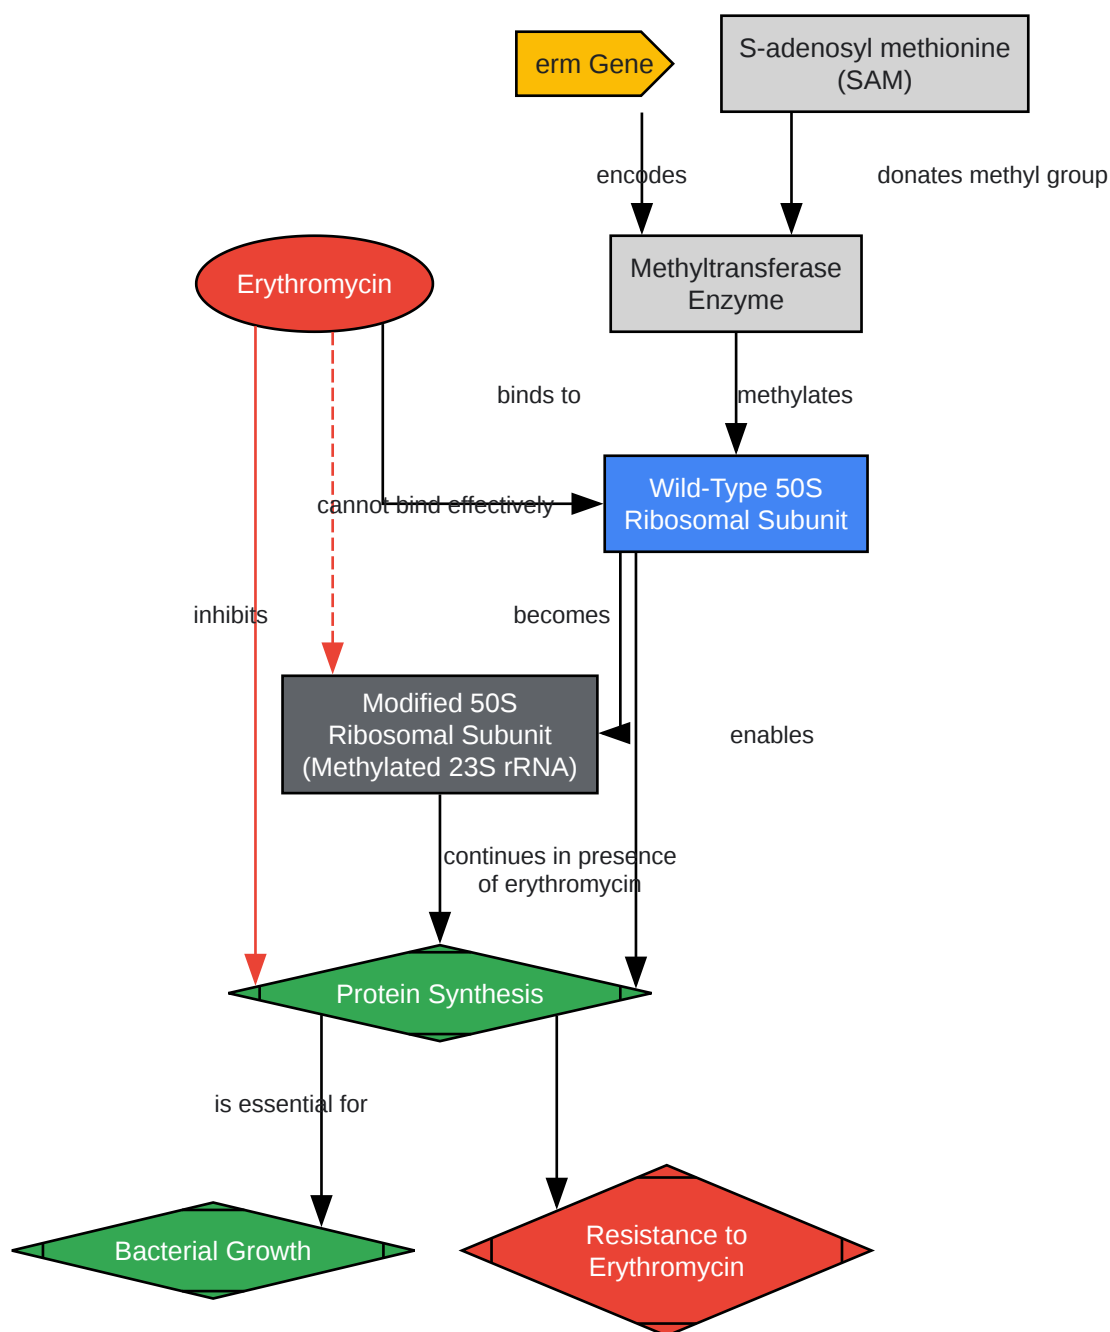 erm Gene
S-adenosyl methionine
(SAM)
encodes
donates methyl group
Erythromycin
Methyltransferase
Enzyme
binds to
methylates
Wild-Type 50S
Ribosomal Subunit
cannot bind effectively
inhibits
becomes
Modified 50S
Ribosomal Subunit
(Methylated 23S rRNA)
enables
continues in presence
of erythromycin
Protein Synthesis
is essential for
Bacterial Growth
Resistance to
Erythromycin